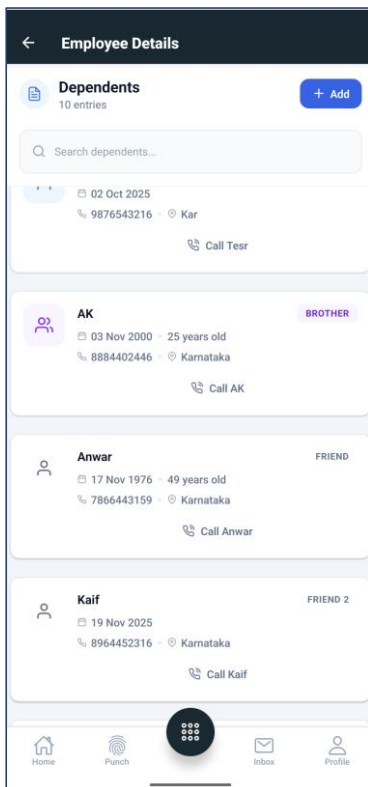 Employee Details
Dependents
10 entries
+ Add
Search dependents...
02 Oct 2025
9876543216 • Kar
Call Tesr
AK
BROTHER
03 Nov 2000 • 25 years old
8884402446 • Karnataka
Call AK
Anwar
FRIEND
17 Nov 1976 • 49 years old
7866443159 • Karnataka
Call Anwar
Kaif
FRIEND 2
19 Nov 2025
8964452316 • Karnataka
Call Kaif
Home
Punch
Inbox
Profile